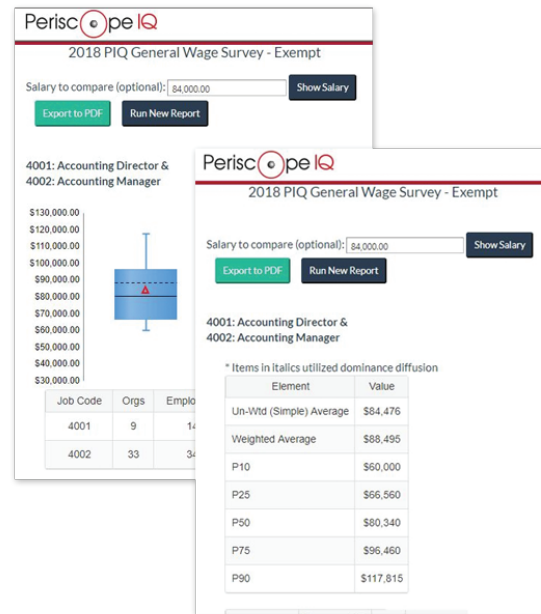 PeriscopeIQ
2018 PIQ General Wage Survey - Exempt
Salary to compare (optional): 84,000.00 Show Salary
Export to PDF Run New Report
4001: Accounting Director &
4002: Accounting Manager
$130,000.00
$120,000.00
$110,000.00
$100,000.00
$90,000.00
$80,000.00
$70,000.00
$60,000.00
$50,000.00
$40,000.00
$30,000.00
Job Code Orgs
4001 9
4002 33
PeriscopeIQ
2018 PIQ General Wage Survey - Exempt
Salary to compare (optional): 84,000.00 Show Salary
Export to PDF Run New Report
4001: Accounting Director &
4002: Accounting Manager
* Items in italics utilized dominance diffusion
Element Value
Un-Wtd (Simple) Average $84,476
Weighted Average $88,495
P10 $60,000
P25 $66,560
P50 $80,340
P75 $96,460
P90 $117,815